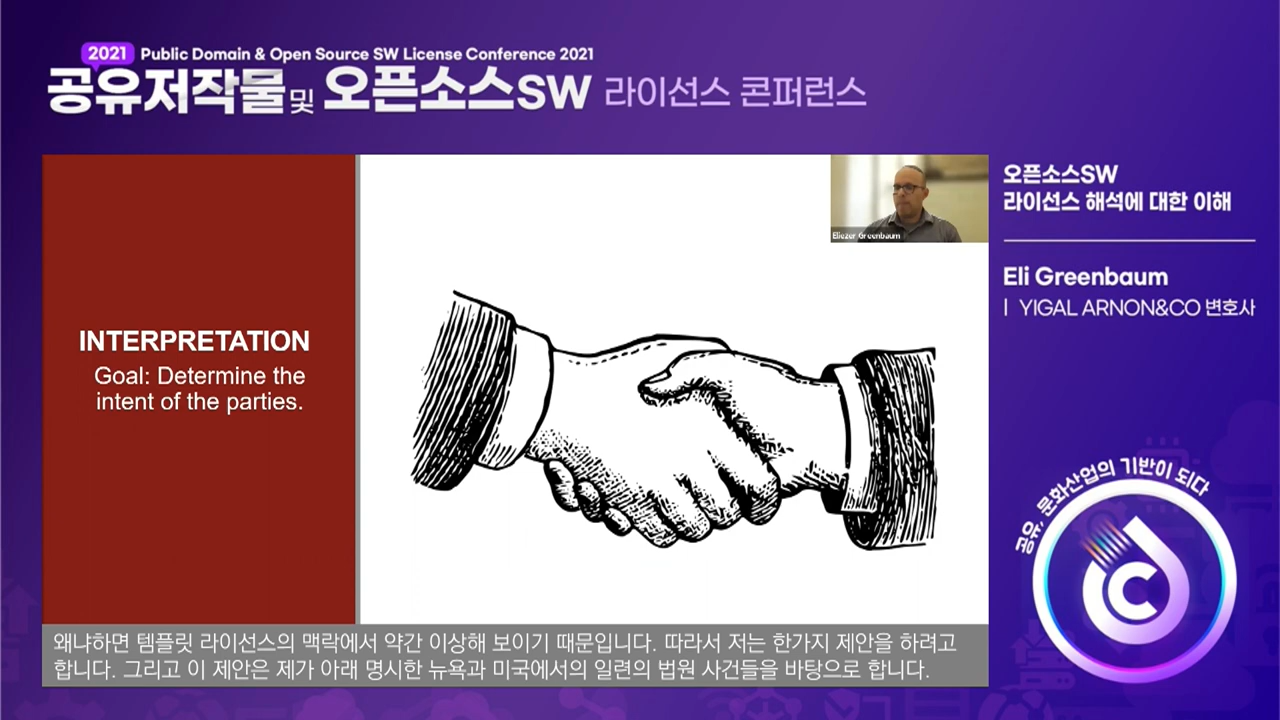 2021 Public Domain & Open Source SW License Conference 2021
공유저작물 및 오픈소스SW 라이선스 콘퍼런스
오픈소스SW
라이선스 해석에 대한 이해
Eli Greenbaum
| YIGAL ARNON&CO 변호사
Eliezer Greenbaum
INTERPRETATION
Goal: Determine the
intent of the parties.
공유, 문화산업의 기반이 되다
C
왜냐하면 템플릿 라이선스의 맥락에서 약간 이상해 보이기 때문입니다. 따라서 저는 한가지 제안을 하려고
합니다. 그리고 이 제안은 제가 아래 명시한 뉴욕과 미국에서의 일련의 법원 사건들을 바탕으로 합니다.